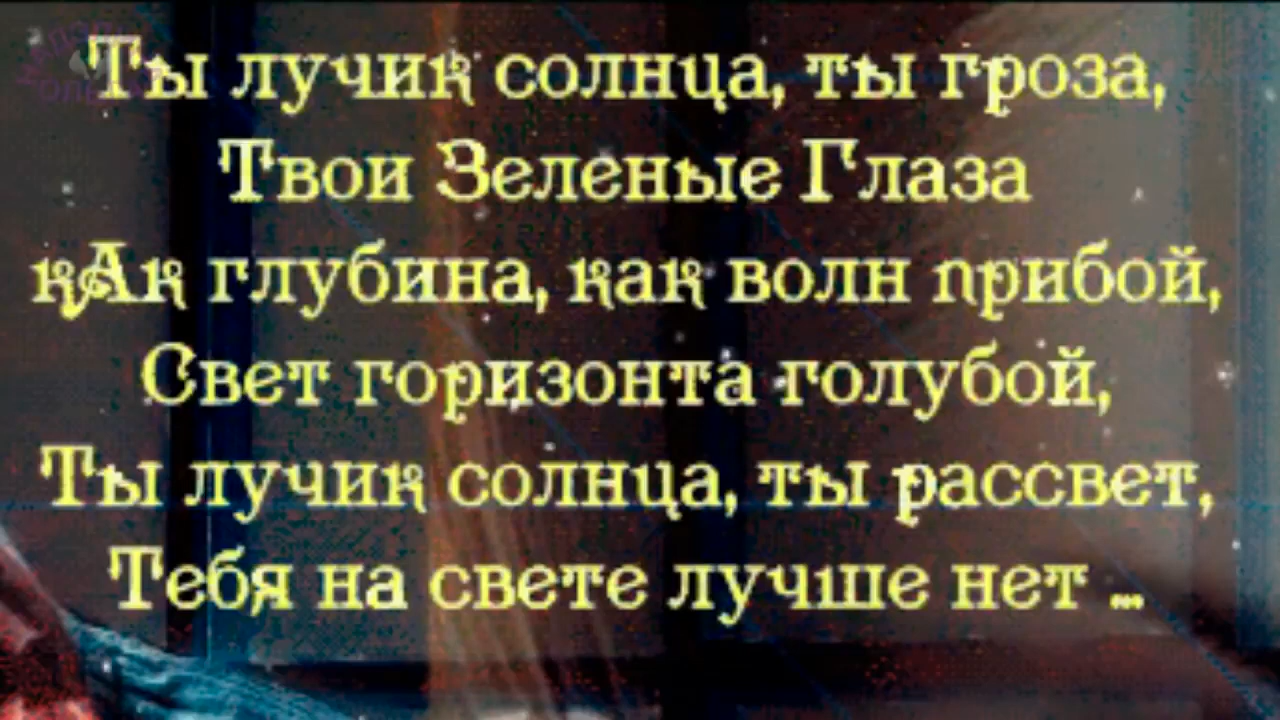 Ты лучик солнца, ты гроза,
Твои Зеленые Глаза
кАк глубина, как волн прибой,
Свет горизонта голубой,
Ты лучик солнца, ты рассвет,
Тебя на свете лучше нет ...